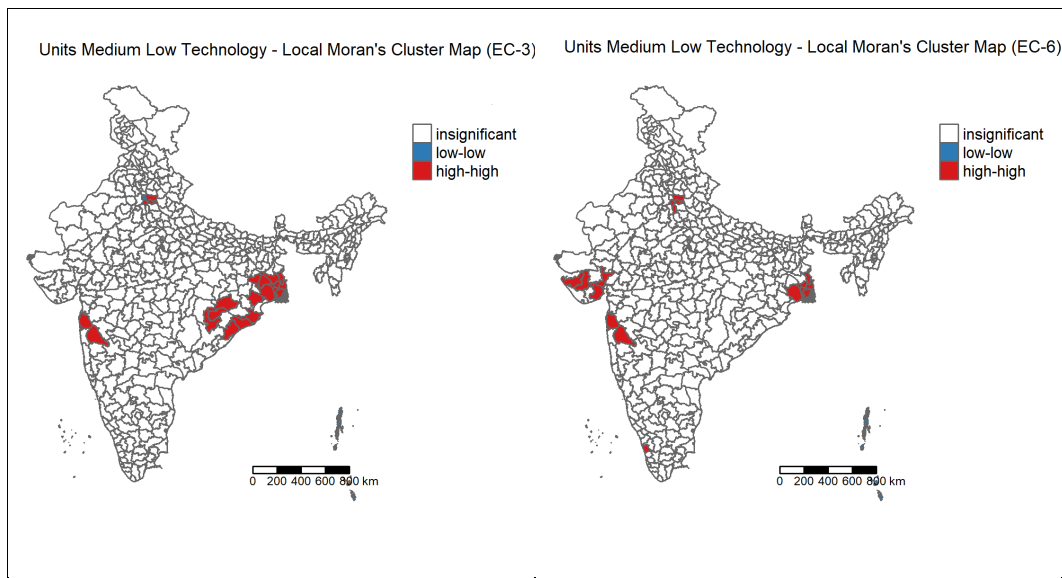 Units Medium Low Technology - Local Moran's Cluster Map (EC-3)
insignificant
low-low
high-high
0 200 400 600 800 km
Units Medium Low Technology - Local Moran's Cluster Map (EC-6)
insignificant
low-low
high-high
0 200 400 600 800 km